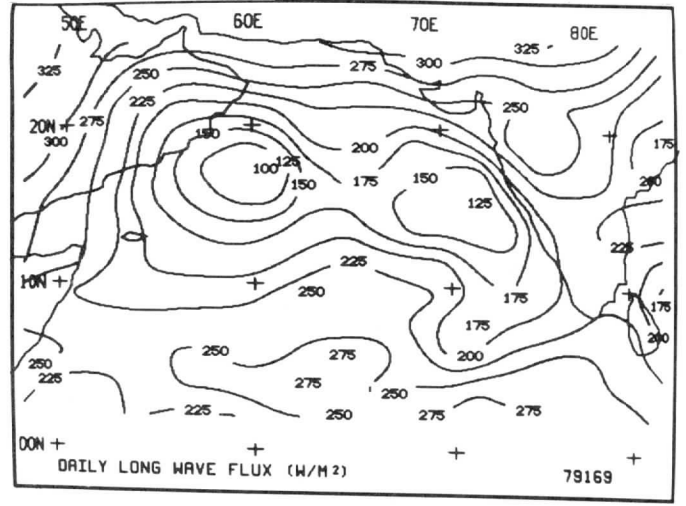 50E 60E 70E 80E
325 250 275 300 325
225 250
20N 275 150 200 175
300 100 125 200
150 175 150 125
225
225
10N 250 175 175
175 200
250 250 275 200
225 275 250
225 250 275 275
00N
DAILY LONG WAVE FLUX (W/M²) 79169